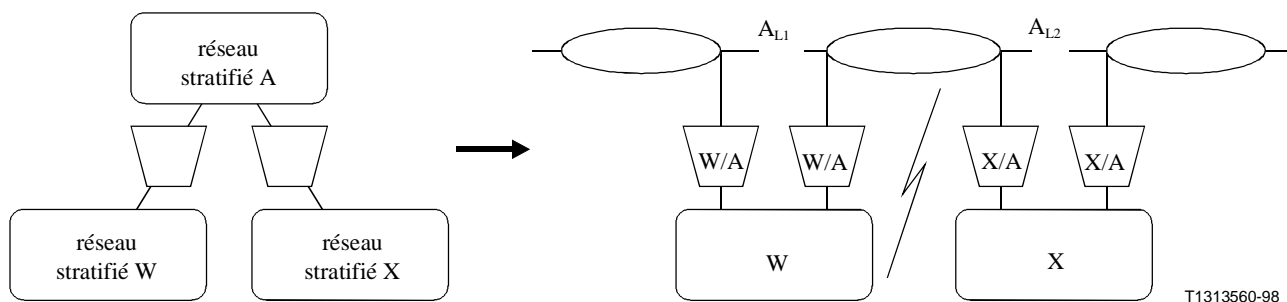 réseau
stratifié A
réseau
stratifié W
réseau
stratifié X
A_L1
A_L2
W/A
W/A
X/A
X/A
W
X
T1313560-98